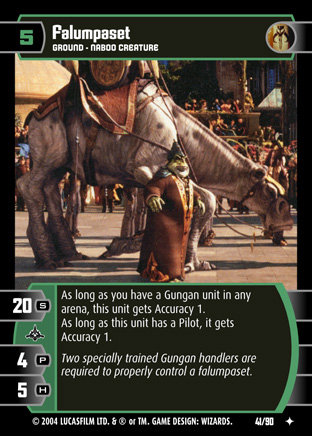 5
Falumpaset
GROUND • NABOO CREATURE
20 S
As long as you have a Gungan unit in any
arena, this unit gets Accuracy 1.
As long as this unit has a Pilot, it gets
Accuracy 1.
4 P
Two specially trained Gungan handlers are
required to properly control a falumpaset.
5 H
© 2004 LUCASFILM LTD. & ® or TM. GAME DESIGN: WIZARDS.
41/90